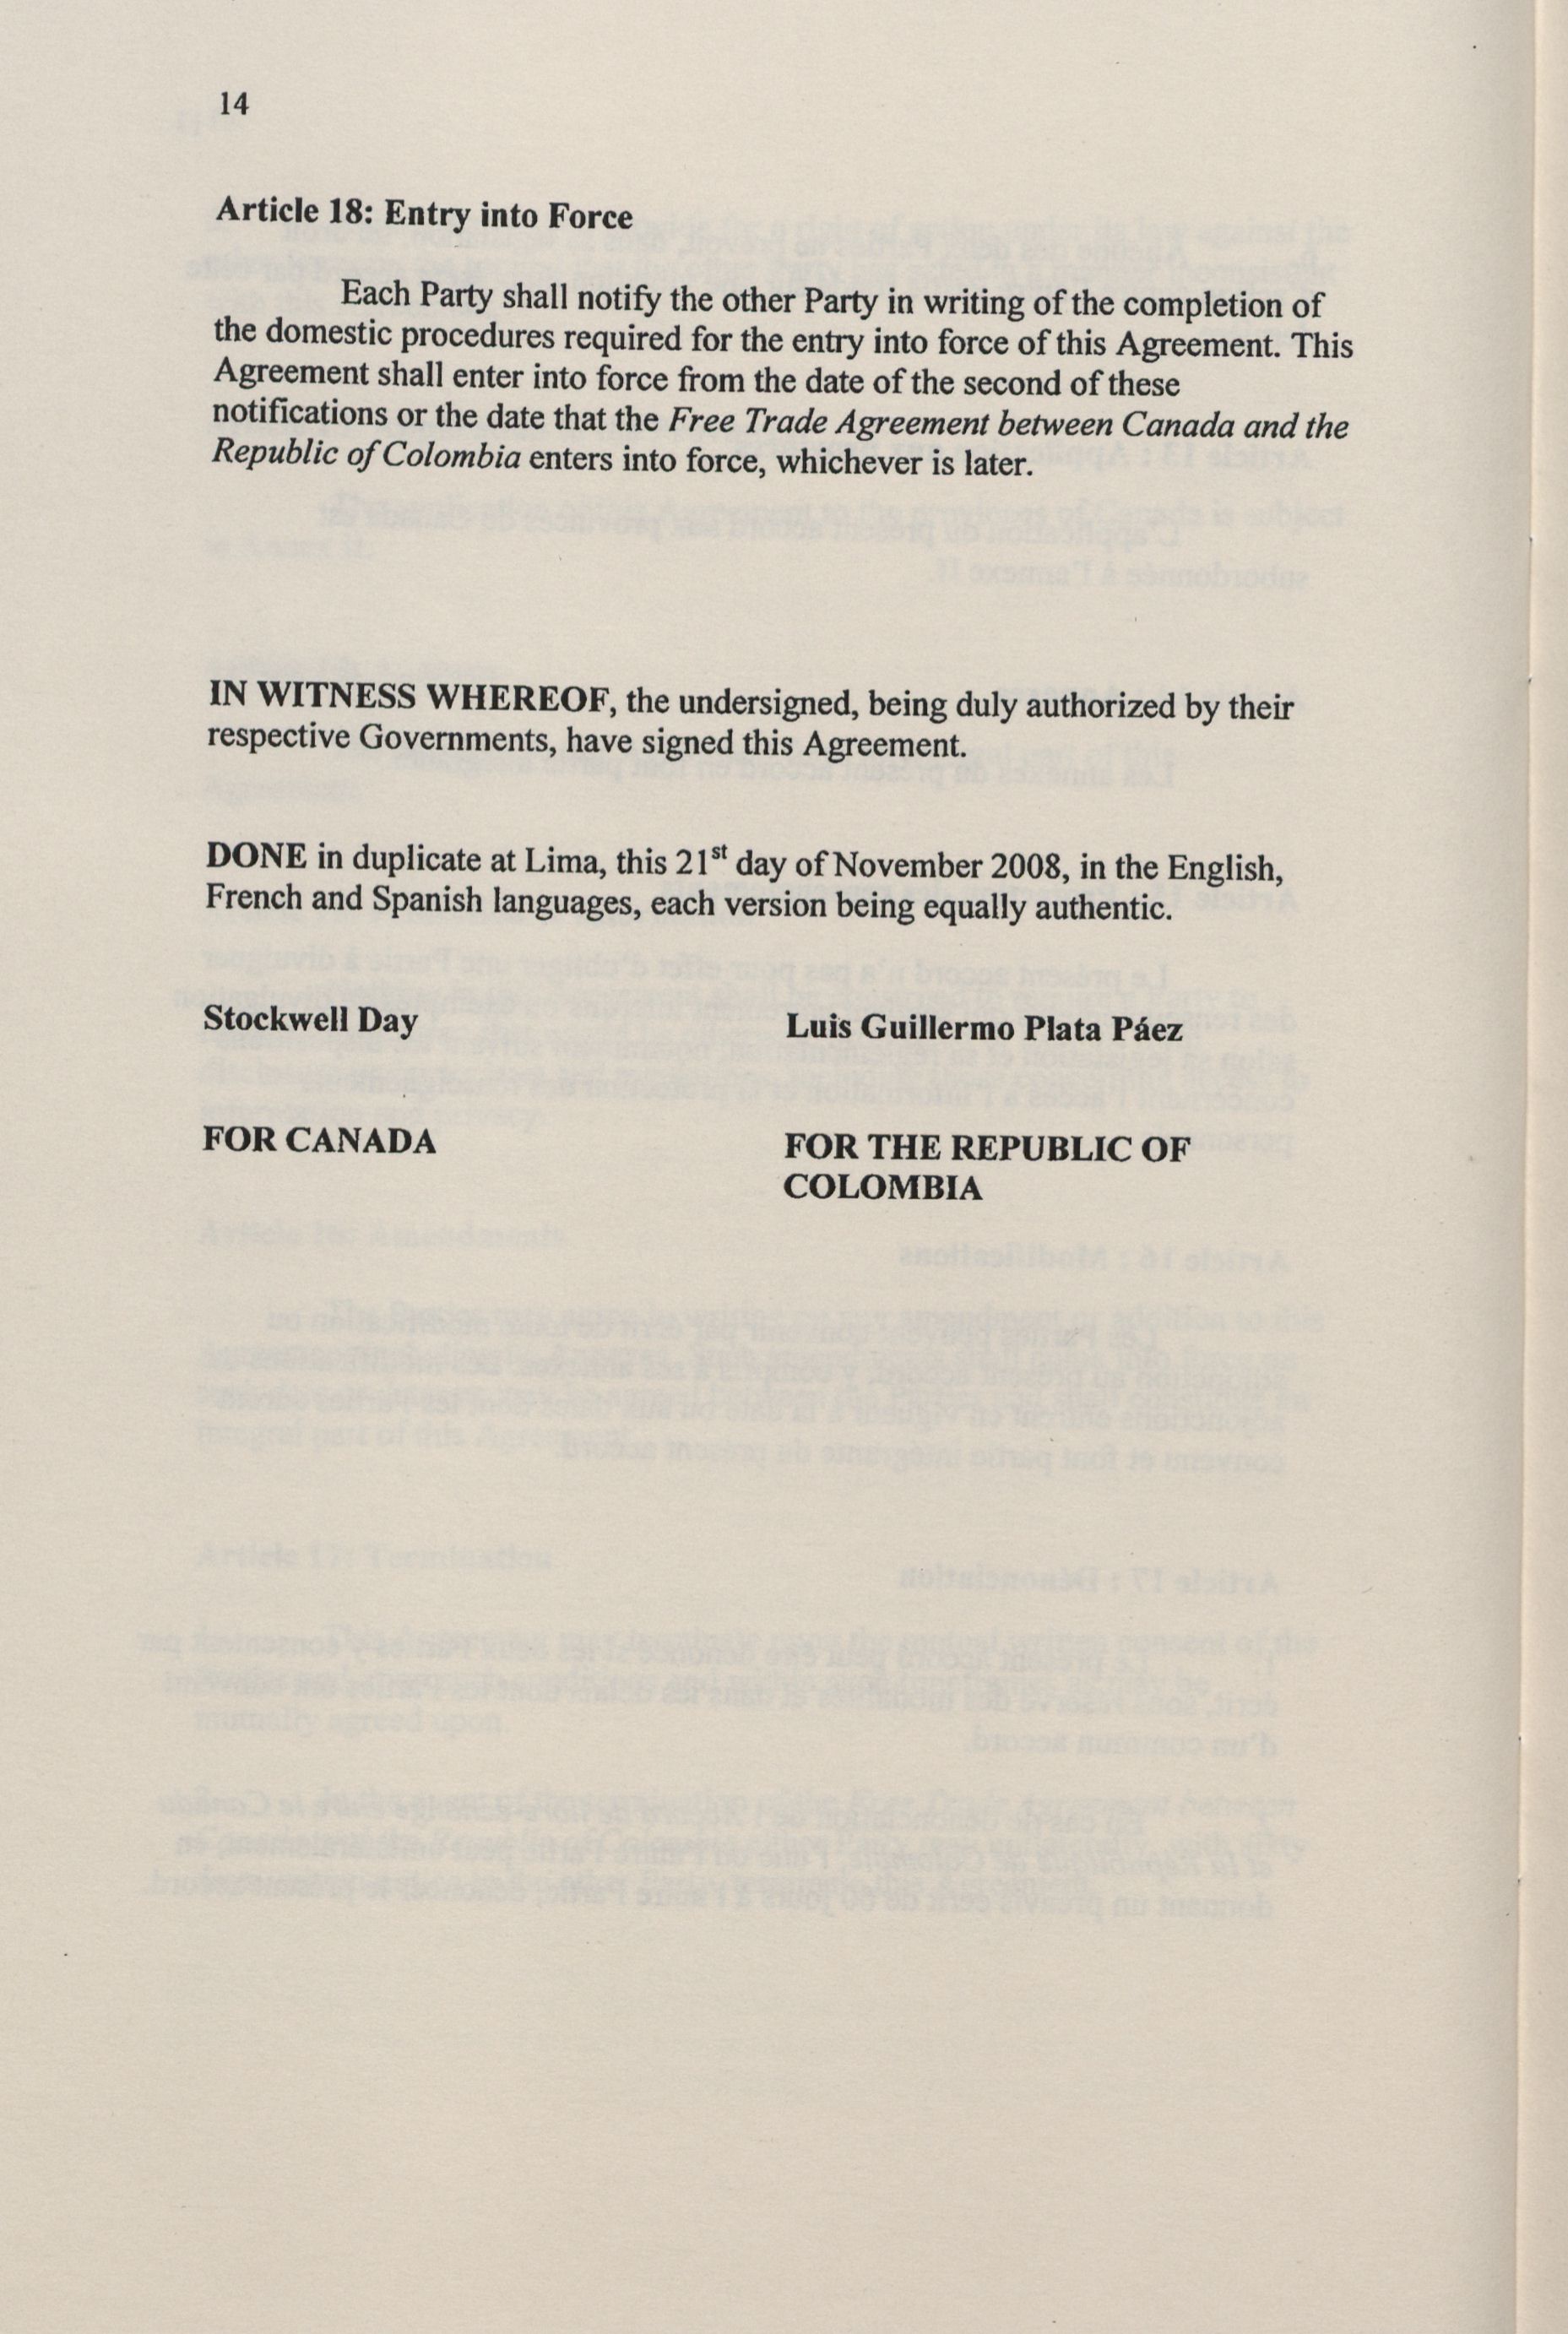 14
Article 18: Entry into Force
Each Party shall notify the other Party in writing of the completion of
the domestic procedures required for the entry into force of this Agreement. This
Agreement shall enter into force from the date of the second of these
notifications or the date that the Free Trade Agreement between Canada and the
Republic of Colombia enters into force, whichever is later.
IN WITNESS WHEREOF, the undersigned, being duly authorized by their
respective Governments, have signed this Agreement.
DONE in duplicate at Lima, this 21st day of November 2008, in the English,
French and Spanish languages, each version being equally authentic.
Stockwell Day
Luis Guillermo Plata Páez
FOR CANADA
FOR THE REPUBLIC OF
COLOMBIA